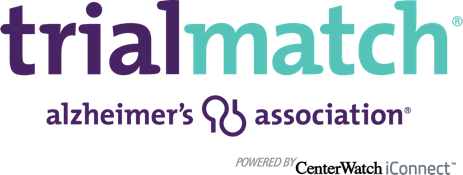 trialmatch®
alzheimer's association®
POWERED BY CenterWatch iConnect™